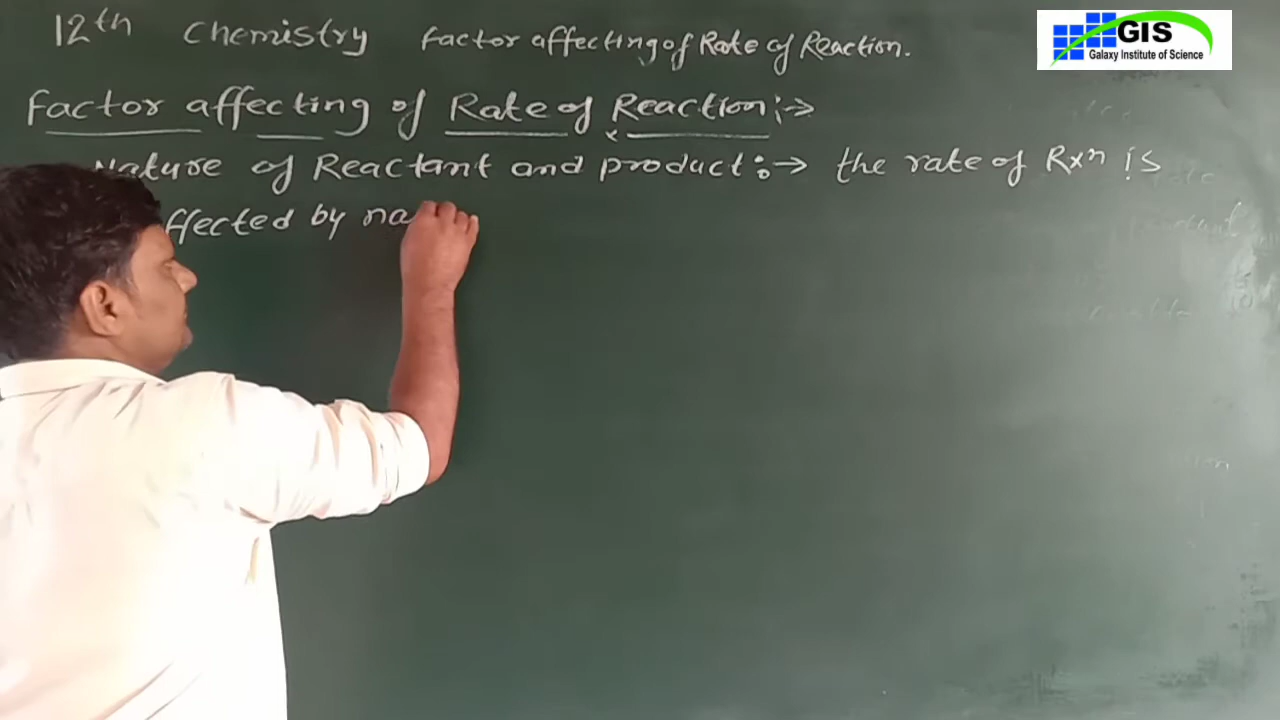 12th Chemistry Factor affecting of Rate of Reaction.
GIS
Galaxy Institute of Science
Factor affecting of Rate of Reaction :→
Nature of Reactant and product :→ the rate of Rxn is
ffected by na